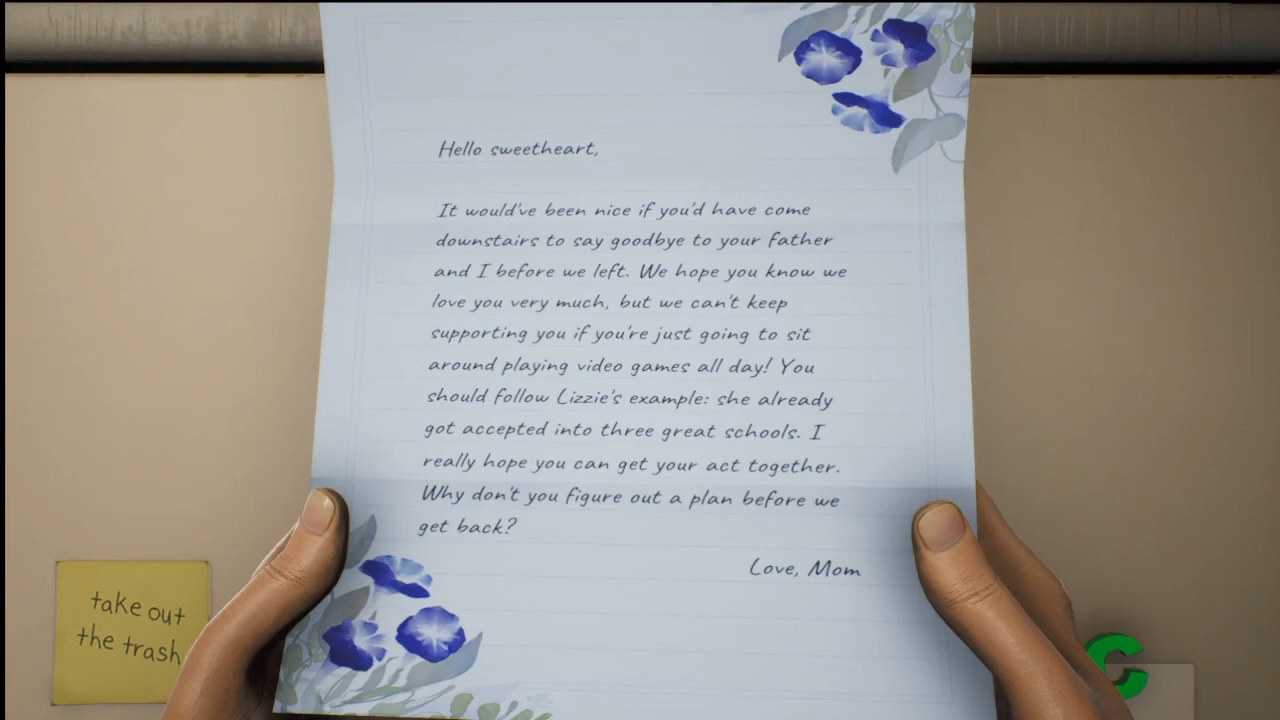 Hello sweetheart,
It would've been nice if you'd have come
downstairs to say goodbye to your father
and I before we left. We hope you know we
love you very much, but we can't keep
supporting you if you're just going to sit
around playing video games all day! You
should follow Lizzie's example: she already
got accepted into three great schools. I
really hope you can get your act together.
Why don't you figure out a plan before we
get back?
Love, Mom
take out
the trash
C